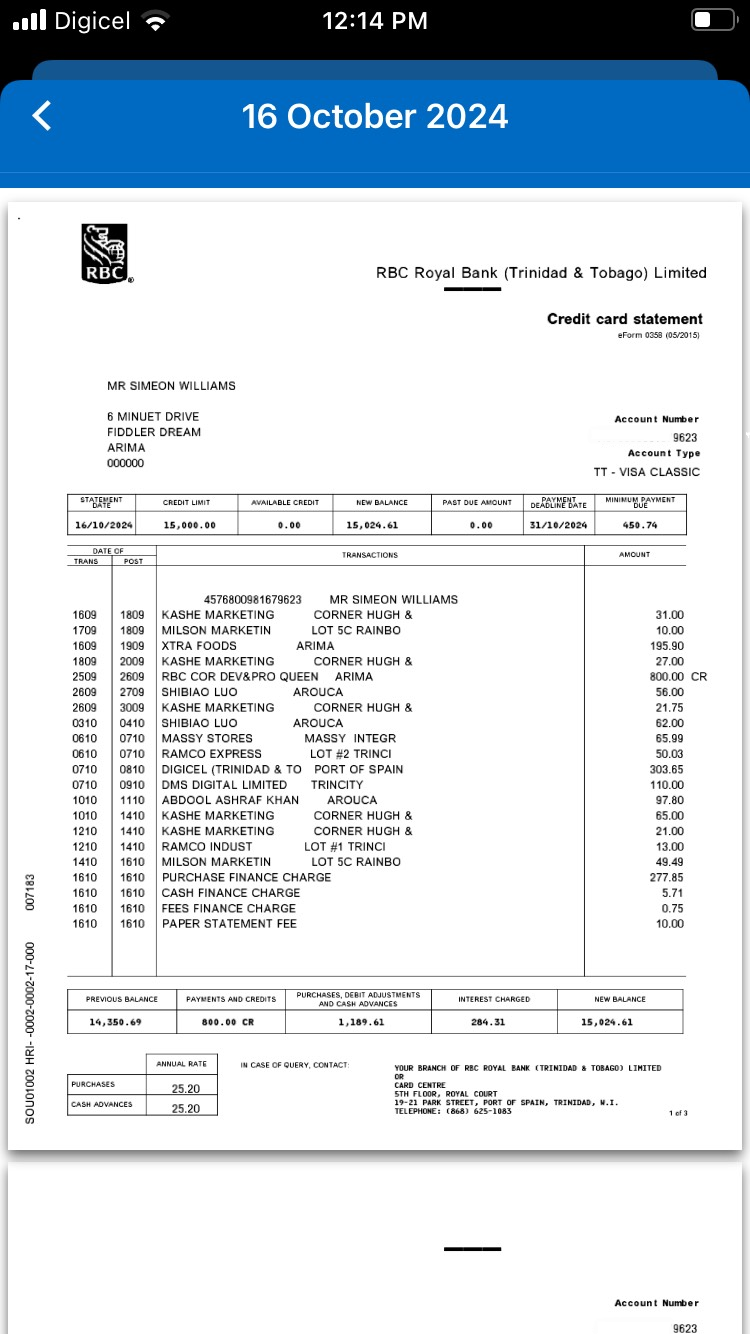 Digicel 12:14 PM
16 October 2024
RBC®
RBC Royal Bank (Trinidad & Tobago) Limited
Credit card statement
eForm 0358 (05/2015)
MR SIMEON WILLIAMS
6 MINUET DRIVE
FIDDLER DREAM
ARIMA
000000
Account Number
9623
Account Type
TT - VISA CLASSIC
STATEMENT DATE CREDIT LIMIT AVAILABLE CREDIT NEW BALANCE PAST DUE AMOUNT PAYMENT DEADLINE DATE MINIMUM PAYMENT DUE
16/10/2024 15,000.00 0.00 15,024.61 0.00 31/10/2024 450.74
DATE OF
TRANS POST TRANSACTIONS AMOUNT
4576800981679623 MR SIMEON WILLIAMS
1609 1809 KASHE MARKETING CORNER HUGH & 31.00
1709 1809 MILSON MARKETIN LOT 5C RAINBO 10.00
1609 1909 XTRA FOODS ARIMA 195.90
1809 2009 KASHE MARKETING CORNER HUGH & 27.00
2509 2609 RBC COR DEV&PRO QUEEN ARIMA 800.00 CR
2609 2709 SHIBIAO LUO AROUCA 56.00
2609 3009 KASHE MARKETING CORNER HUGH & 21.75
0310 0410 SHIBIAO LUO AROUCA 62.00
0610 0710 MASSY STORES MASSY INTEGR 65.99
0610 0710 RAMCO EXPRESS LOT #2 TRINCI 50.03
0710 0810 DIGICEL (TRINIDAD & TO PORT OF SPAIN 303.65
0710 0910 DMS DIGITAL LIMITED TRINCITY 110.00
1010 1110 ABDOOL ASHRAF KHAN AROUCA 97.80
1010 1410 KASHE MARKETING CORNER HUGH & 65.00
1210 1410 KASHE MARKETING CORNER HUGH & 21.00
1210 1410 RAMCO INDUST LOT #1 TRINCI 13.00
1410 1610 MILSON MARKETIN LOT 5C RAINBO 49.49
1610 1610 PURCHASE FINANCE CHARGE 277.85
1610 1610 CASH FINANCE CHARGE 5.71
1610 1610 FEES FINANCE CHARGE 0.75
1610 1610 PAPER STATEMENT FEE 10.00
SOU01002 HRI- -0002-0002-17-000 007183
PREVIOUS BALANCE PAYMENTS AND CREDITS PURCHASES, DEBIT ADJUSTMENTS AND CASH ADVANCES INTEREST CHARGED NEW BALANCE
14,350.69 800.00 CR 1,189.61 284.31 15,024.61
ANNUAL RATE
PURCHASES 25.20
CASH ADVANCES 25.20
IN CASE OF QUERY, CONTACT:
YOUR BRANCH OF RBC ROYAL BANK (TRINIDAD & TOBAGO) LIMITED
OR
CARD CENTRE
5TH FLOOR, ROYAL COURT
19-21 PARK STREET, PORT OF SPAIN, TRINIDAD, W.I.
TELEPHONE: (868) 625-1083
1 of 3
Account Number
9623